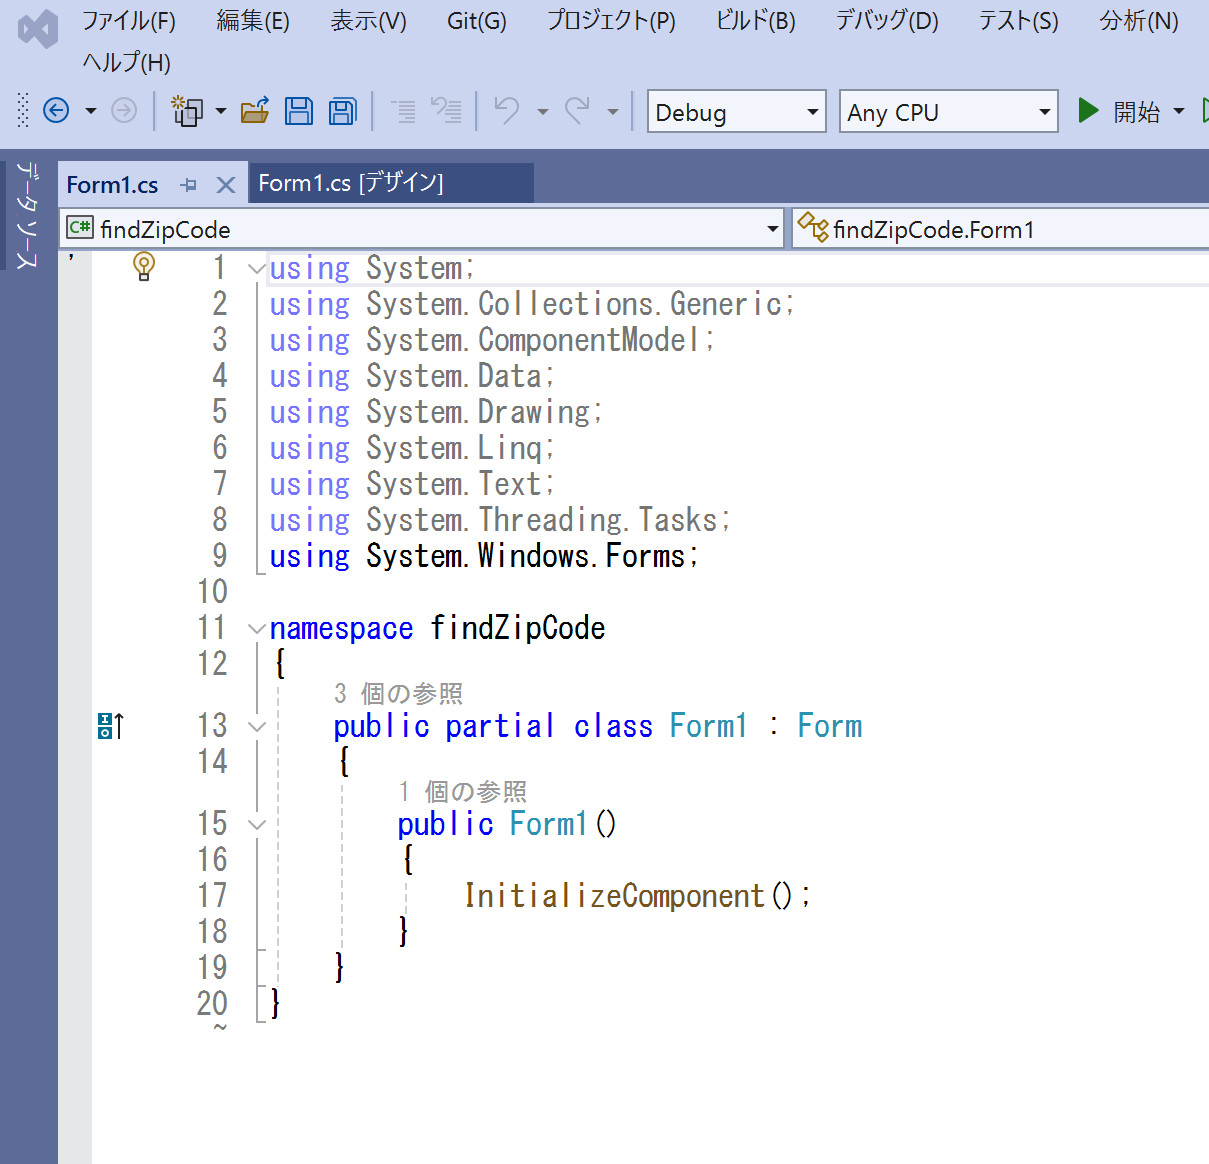 ファイル(F) 編集(E) 表示(V) Git(G) プロジェクト(P) ビルド(B) デバッグ(D) テスト(S) 分析(N)
ヘルプ(H)
Debug Any CPU 開始
データ ソース
Form1.cs Form1.cs [デザイン]
C# findZipCode findZipCode.Form1
1 using System;
2 using System.Collections.Generic;
3 using System.ComponentModel;
4 using System.Data;
5 using System.Drawing;
6 using System.Linq;
7 using System.Text;
8 using System.Threading.Tasks;
9 using System.Windows.Forms;
10
11 namespace findZipCode
12 {
3 個の参照
13 public partial class Form1 : Form
14 {
1 個の参照
15 public Form1()
16 {
17 InitializeComponent();
18 }
19 }
20 }
~